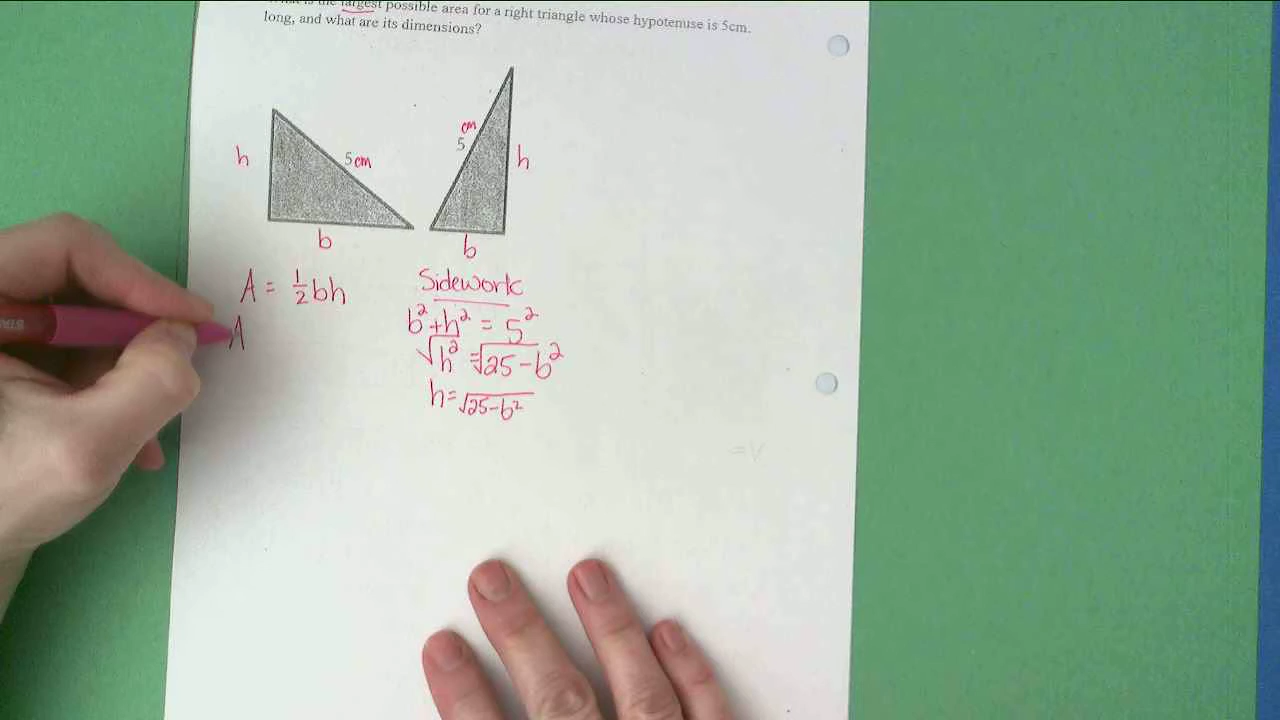 largest possible area for a right triangle whose hypotenuse is 5cm.
long, and what are its dimensions?
h
5cm
b
cm
5
h
b
A = ½bh
A
Sidework
b² + h² = 5²
√h² = √25 - b²
h = √25 - b²
= V